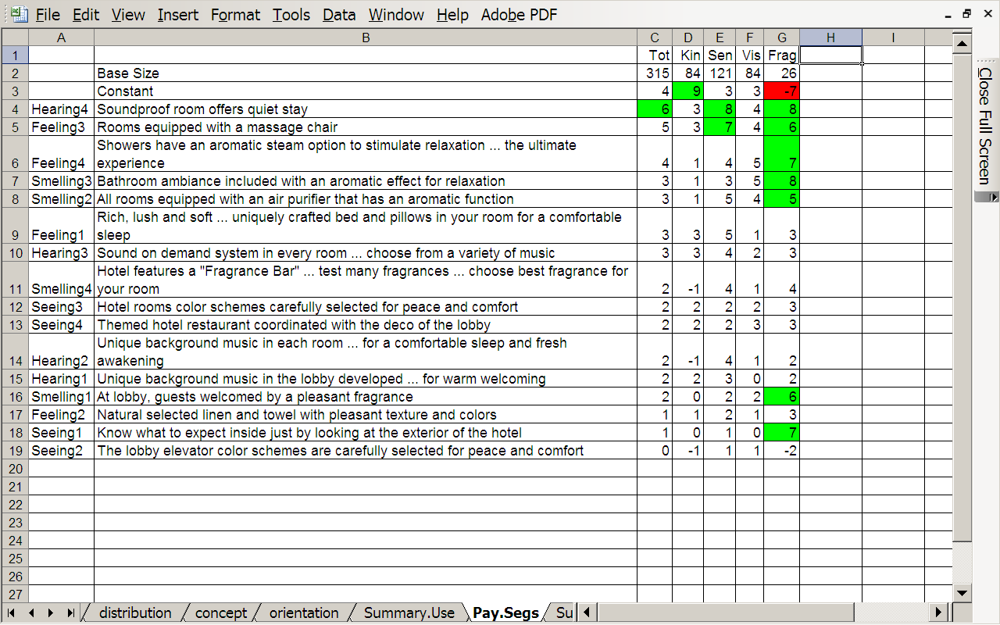 File Edit View Insert Format Tools Data Window Help Adobe PDF
A B C D E F G H I
1 Tot Kin Sen Vis Frag
2 Base Size 315 84 121 84 26
3 Constant 4 9 3 3 -7
4 Hearing4 Soundproof room offers quiet stay 6 3 8 4 8
5 Feeling3 Rooms equipped with a massage chair 5 3 7 4 6
Showers have an aromatic steam option to stimulate relaxation ... the ultimate
6 Feeling4 experience 4 1 4 5 7
7 Smelling3 Bathroom ambiance included with an aromatic effect for relaxation 3 1 3 5 8
8 Smelling2 All rooms equipped with an air purifier that has an aromatic function 3 1 5 4 5
Rich, lush and soft ... uniquely crafted bed and pillows in your room for a comfortable
9 Feeling1 sleep 3 3 5 1 3
10 Hearing3 Sound on demand system in every room ... choose from a variety of music 3 3 4 2 3
Hotel features a "Fragrance Bar" ... test many fragrances ... choose best fragrance for
11 Smelling4 your room 2 -1 4 1 4
12 Seeing3 Hotel rooms color schemes carefully selected for peace and comfort 2 2 2 2 3
13 Seeing4 Themed hotel restaurant coordinated with the deco of the lobby 2 2 2 3 3
Unique background music in each room ... for a comfortable sleep and fresh
14 Hearing2 awakening 2 -1 4 1 2
15 Hearing1 Unique background music in the lobby developed ... for warm welcoming 2 2 3 0 2
16 Smelling1 At lobby, guests welcomed by a pleasant fragrance 2 0 2 2 6
17 Feeling2 Natural selected linen and towel with pleasant texture and colors 1 1 2 1 3
18 Seeing1 Know what to expect inside just by looking at the exterior of the hotel 1 0 1 0 7
19 Seeing2 The lobby elevator color schemes are carefully selected for peace and comfort 0 -1 1 1 -2
20
21
22
23
24
25
26
27
distribution concept orientation Summary.Use Pay.Segs Su
Close Full Screen